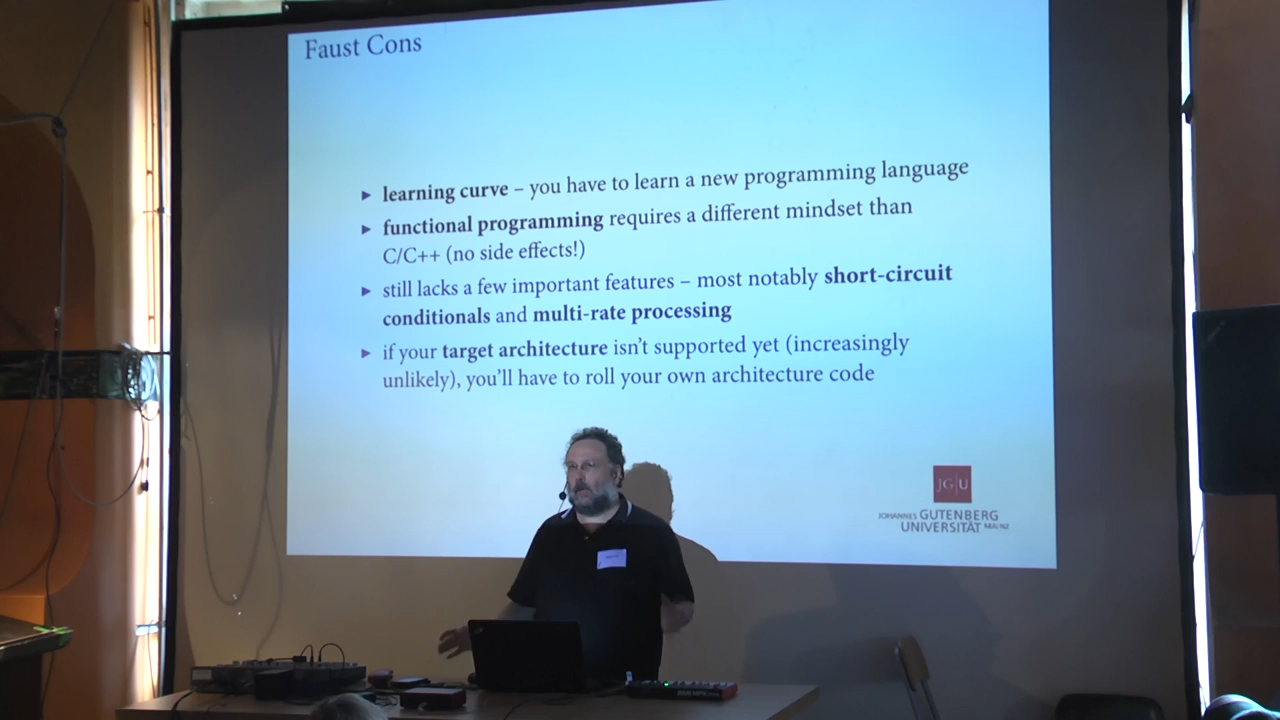 Faust Cons
▶ learning curve – you have to learn a new programming language
▶ functional programming requires a different mindset than
C/C++ (no side effects!)
▶ still lacks a few important features – most notably short-circuit
conditionals and multi-rate processing
▶ if your target architecture isn't supported yet (increasingly
unlikely), you'll have to roll your own architecture code
JG|U
JOHANNES GUTENBERG
UNIVERSITÄT MAINZ